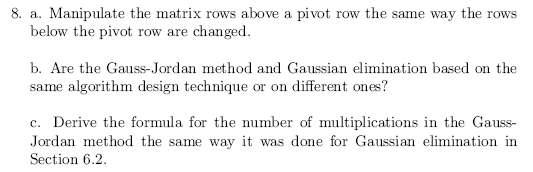 8. a. Manipulate the matrix rows above a pivot row the same way the rows
below the pivot row are changed.
b. Are the Gauss-Jordan method and Gaussian elimination based on the
same algorithm design technique or on different ones?
c. Derive the formula for the number of multiplications in the Gauss-
Jordan method the same way it was done for Gaussian elimination in
Section 6.2.